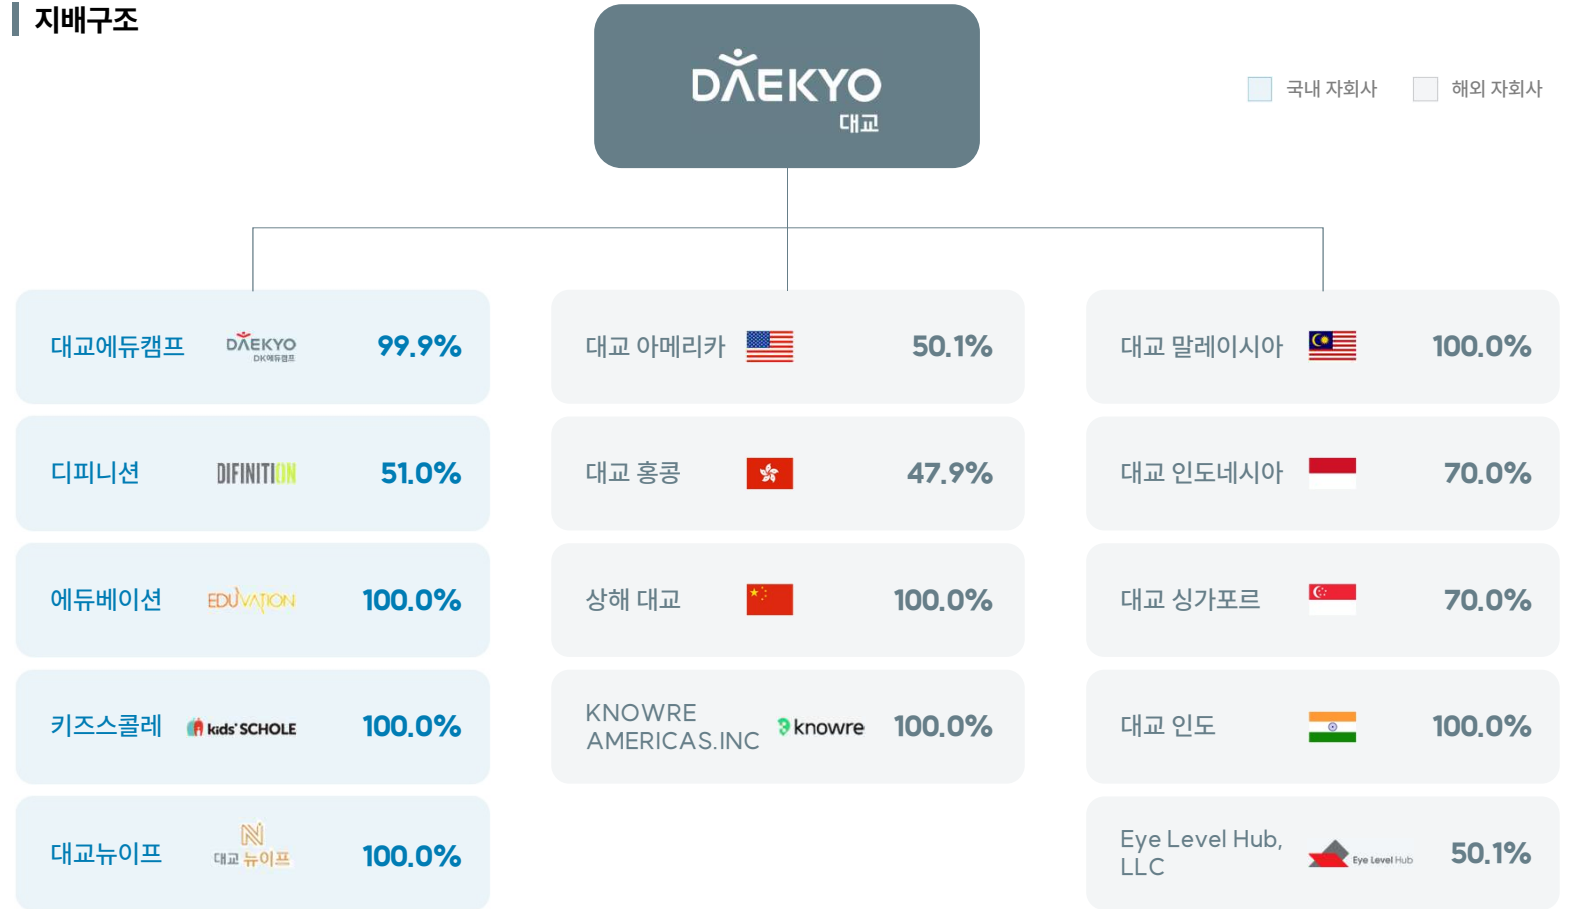 지배구조
DAEKYO
대교
국내 자회사
해외 자회사
대교에듀캠프
DAEKYO
DK에듀캠프
99.9%
디피니션
DIFINITION
51.0%
에듀베이션
EDUVATION
100.0%
키즈스콜레
kids' SCHOLE
100.0%
대교뉴이프
N
대교 뉴이프
100.0%
대교 아메리카
50.1%
대교 홍콩
47.9%
상해 대교
100.0%
KNOWRE
AMERICAS.INC
knowre
100.0%
대교 말레이시아
100.0%
대교 인도네시아
70.0%
대교 싱가포르
70.0%
대교 인도
100.0%
Eye Level Hub,
LLC
Eye Level Hub
50.1%